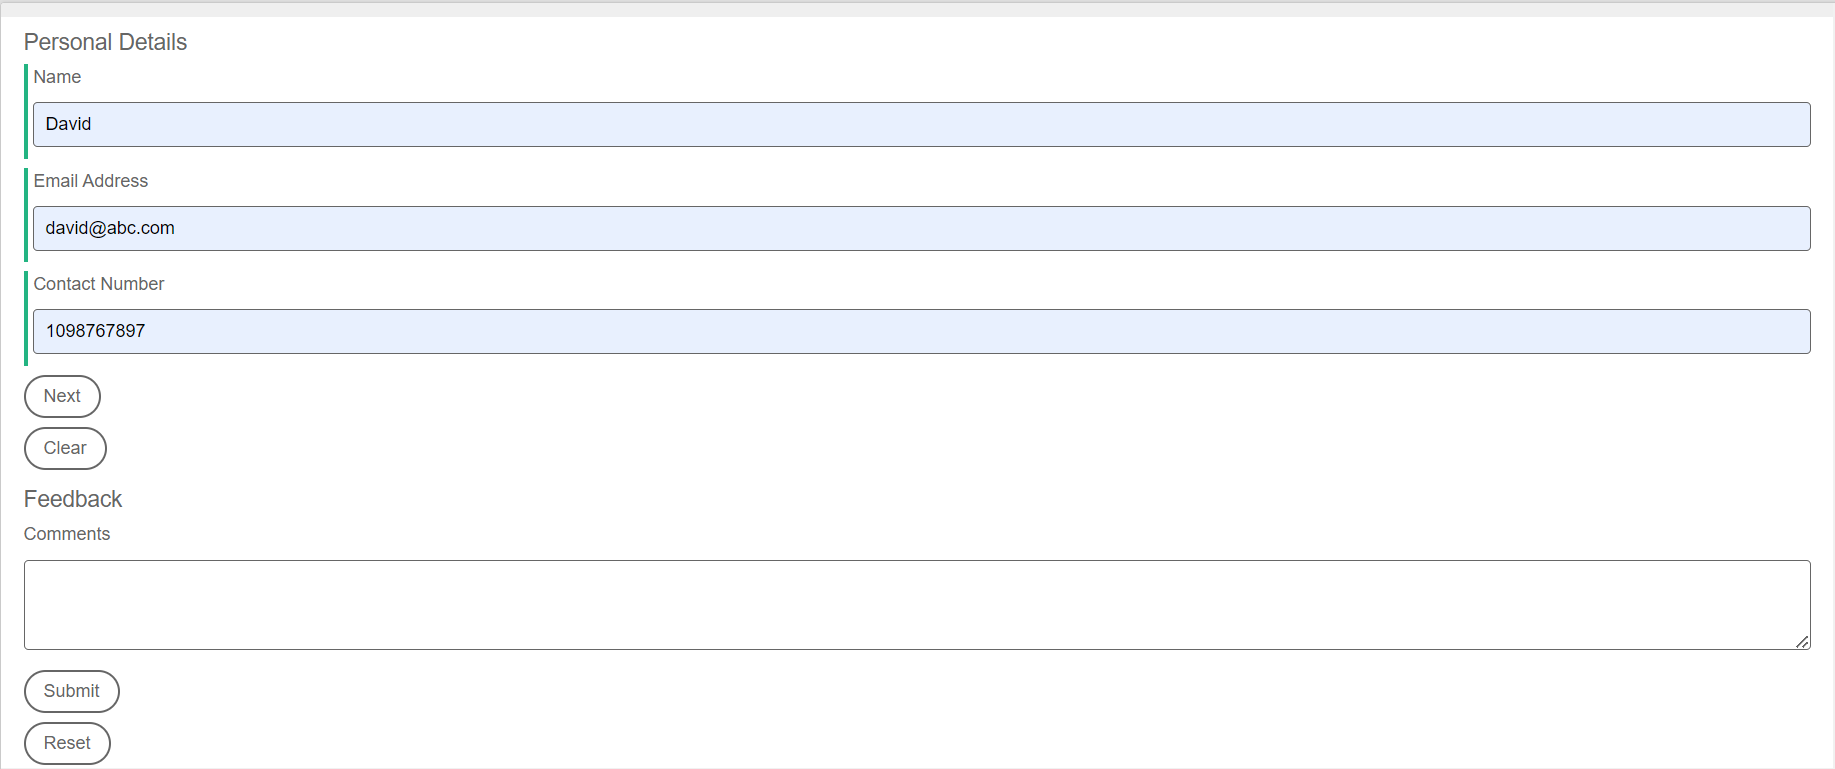 Personal Details
Name
David
Email Address
david@abc.com
Contact Number
1098767897
Next
Clear
Feedback
Comments
Submit
Reset